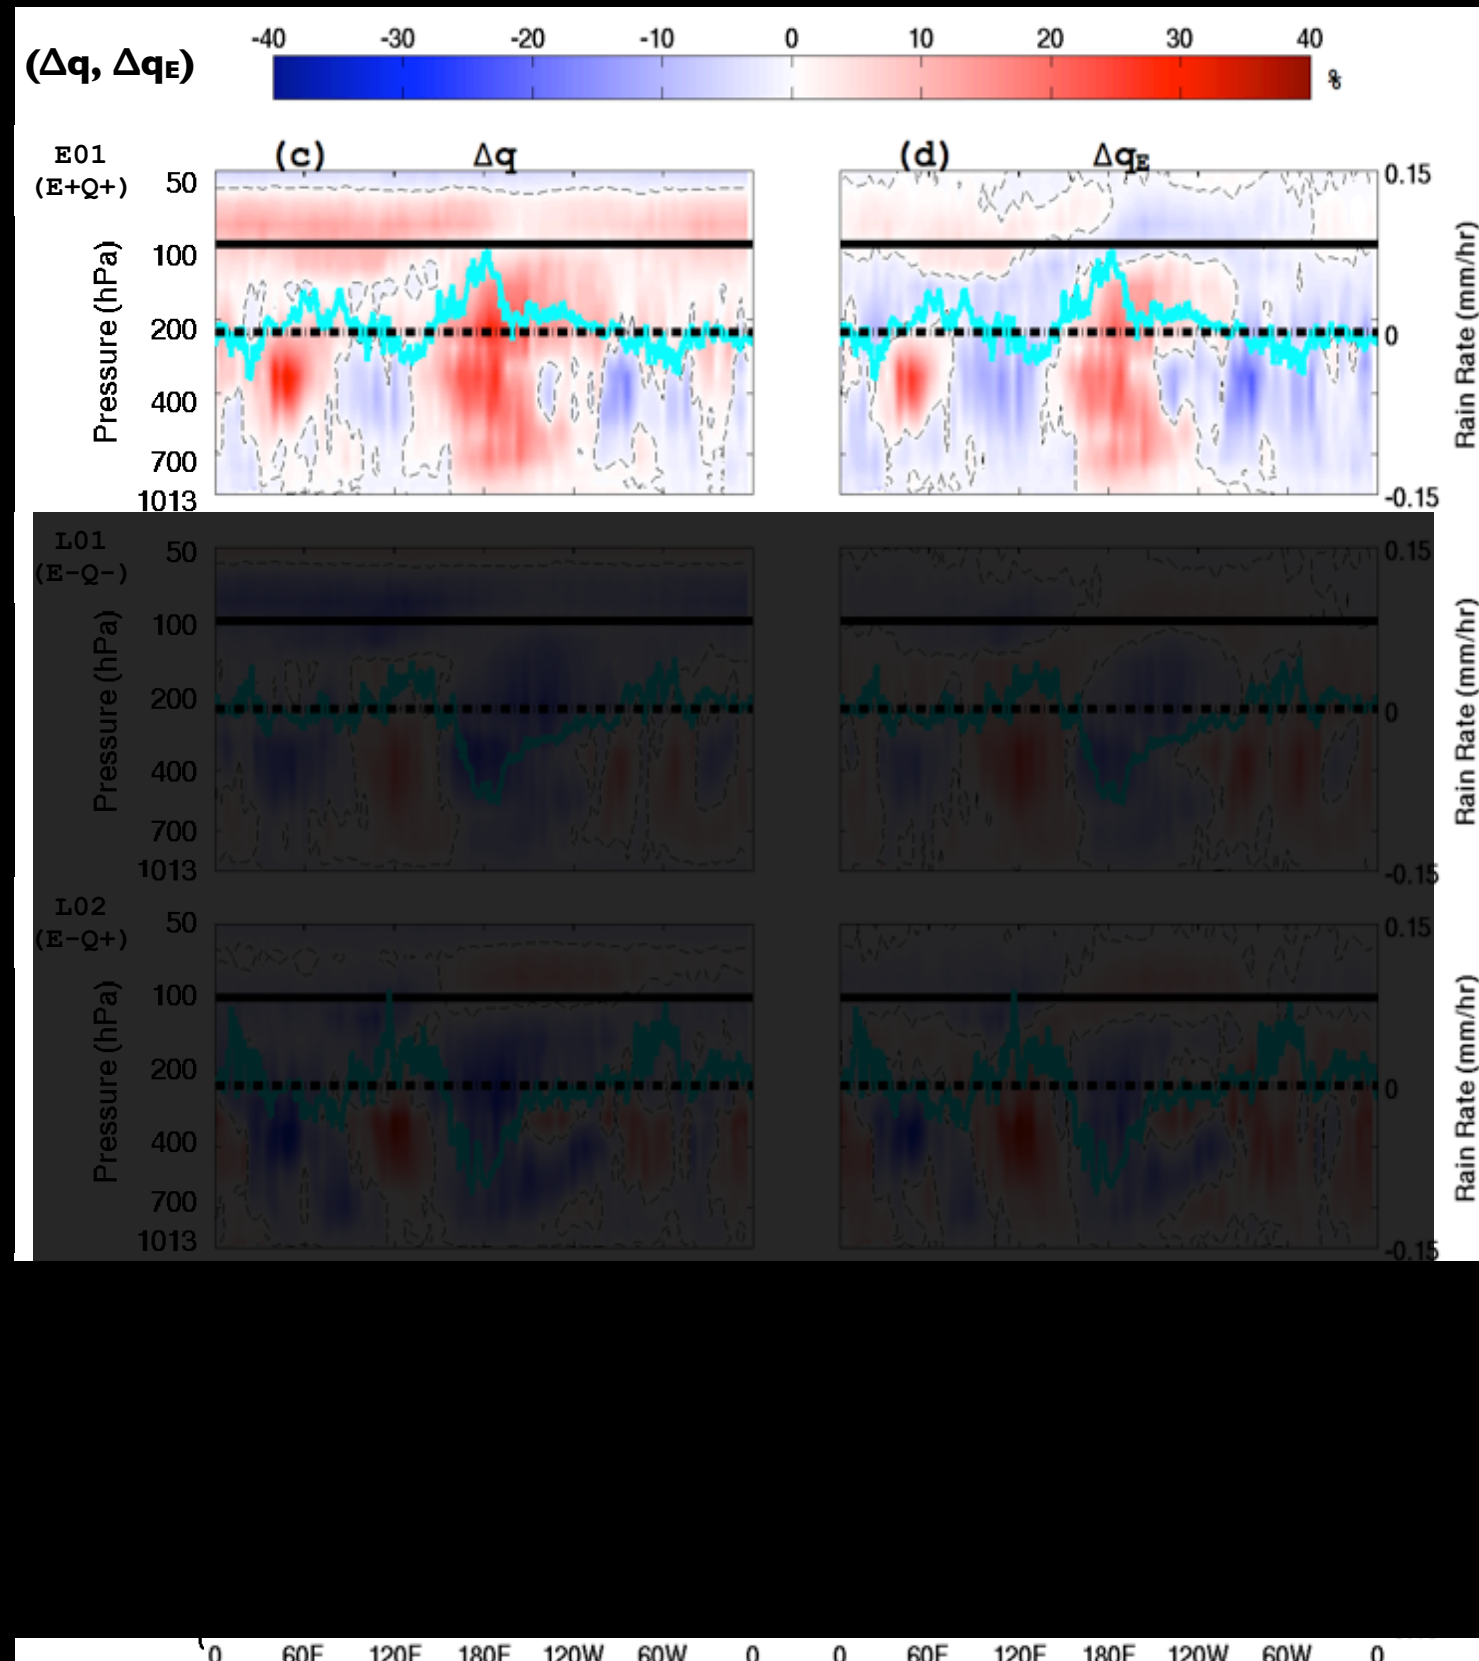 -40 -30 -20 -10 0 10 20 30 40
(Δq, ΔqE) %
E01 (c) Δq (d) ΔqE
(E+Q+) 50 0.15
100
200 0
400
700
1013 -0.15
Pressure (hPa) Rain Rate (mm/hr)
L01 50 0.15
(E-Q-)
100
200 0
400
700
1013 -0.15
Pressure (hPa) Rain Rate (mm/hr)
L02 50 0.15
(E-Q+)
100
200 0
400
700
1013 -0.15
Pressure (hPa) Rain Rate (mm/hr)
0 60E 120E 180E 120W 60W 0 0 60E 120E 180E 120W 60W 0